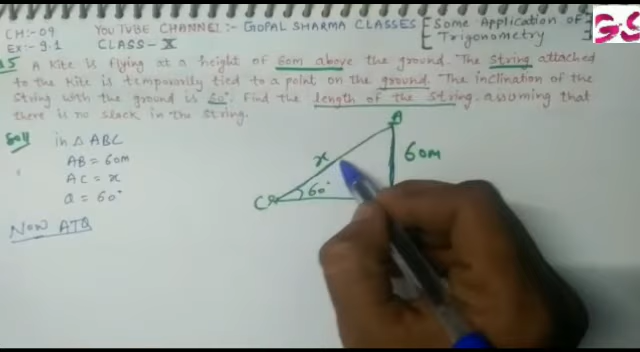 CH:-09 YOU TUBE CHANNEL:- GOPAL SHARMA CLASSES [Some Application of
Ex:-9.1 CLASS-X Trigonometry]
G.S
Q5 A Kite is flying at a height of 60m above the ground. The String attached
to the Kite is temporarily tied to a point on the ground. The inclination of the
String with the ground is 60°. Find the length of the String, assuming that
there is no slack in the string.
Soln in △ ABC
AB = 60m
AC = x
Q = 60°
NOW ATQ
A
x
60M
60°
C